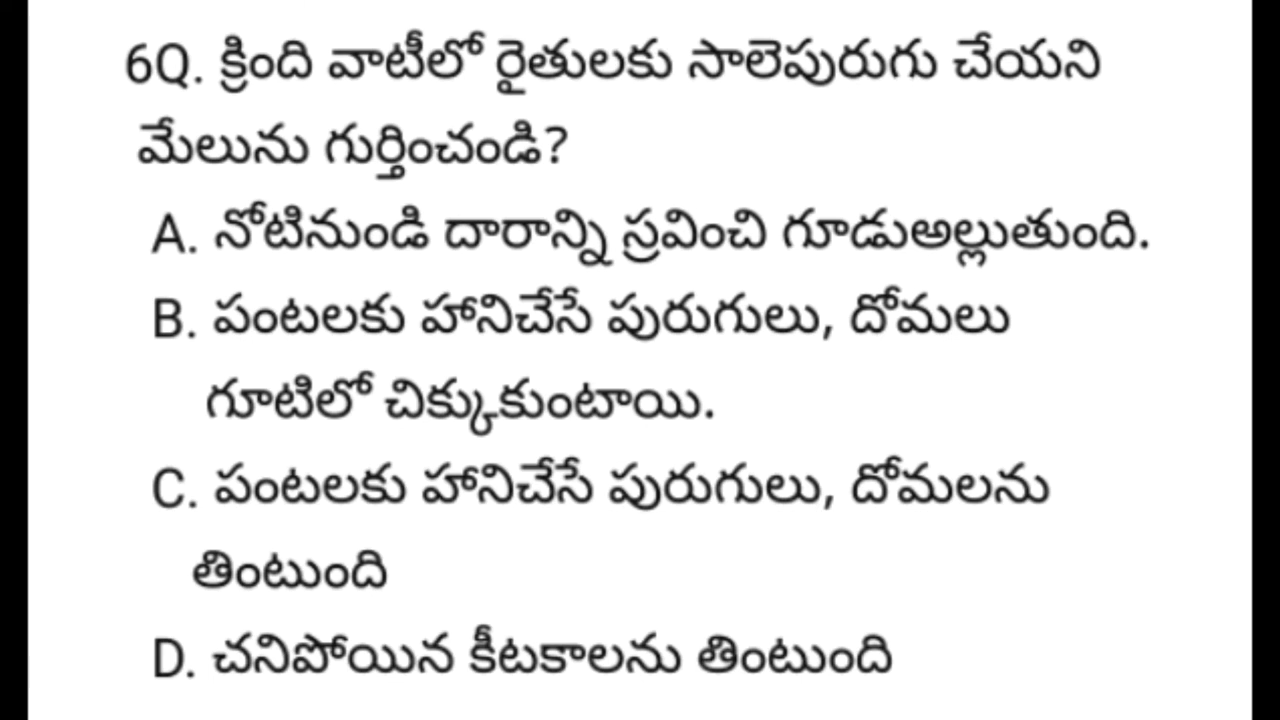 6Q. క్రింది వాటీలో రైతులకు సాలెపురుగు చేయని
మేలును గుర్తించండి?
A. నోటినుండి దారాన్ని స్రవించి గూడుఅల్లుతుంది.
B. పంటలకు హానిచేసే పురుగులు, దోమలు
గూటిలో చిక్కుకుంటాయి.
C. పంటలకు హానిచేసే పురుగులు, దోమలను
తింటుంది
D. చనిపోయిన కీటకాలను తింటుంది